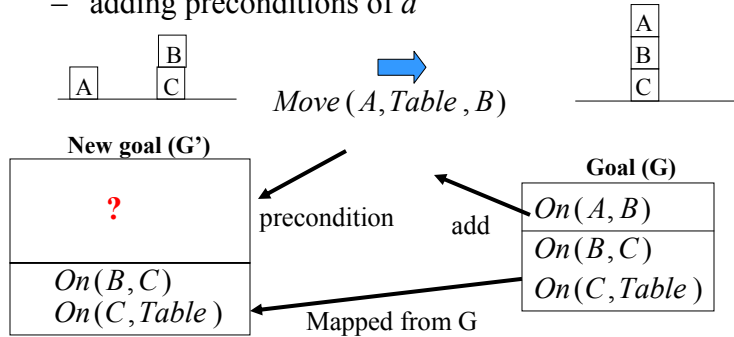 – adding preconditions of a
A
B
C
Move (A,Table ,B)
A
B
C
New goal (G’)
?
On(B,C)
On(C,Table )
precondition
add
Mapped from G
Goal (G)
On(A,B)
On(B,C)
On(C,Table )